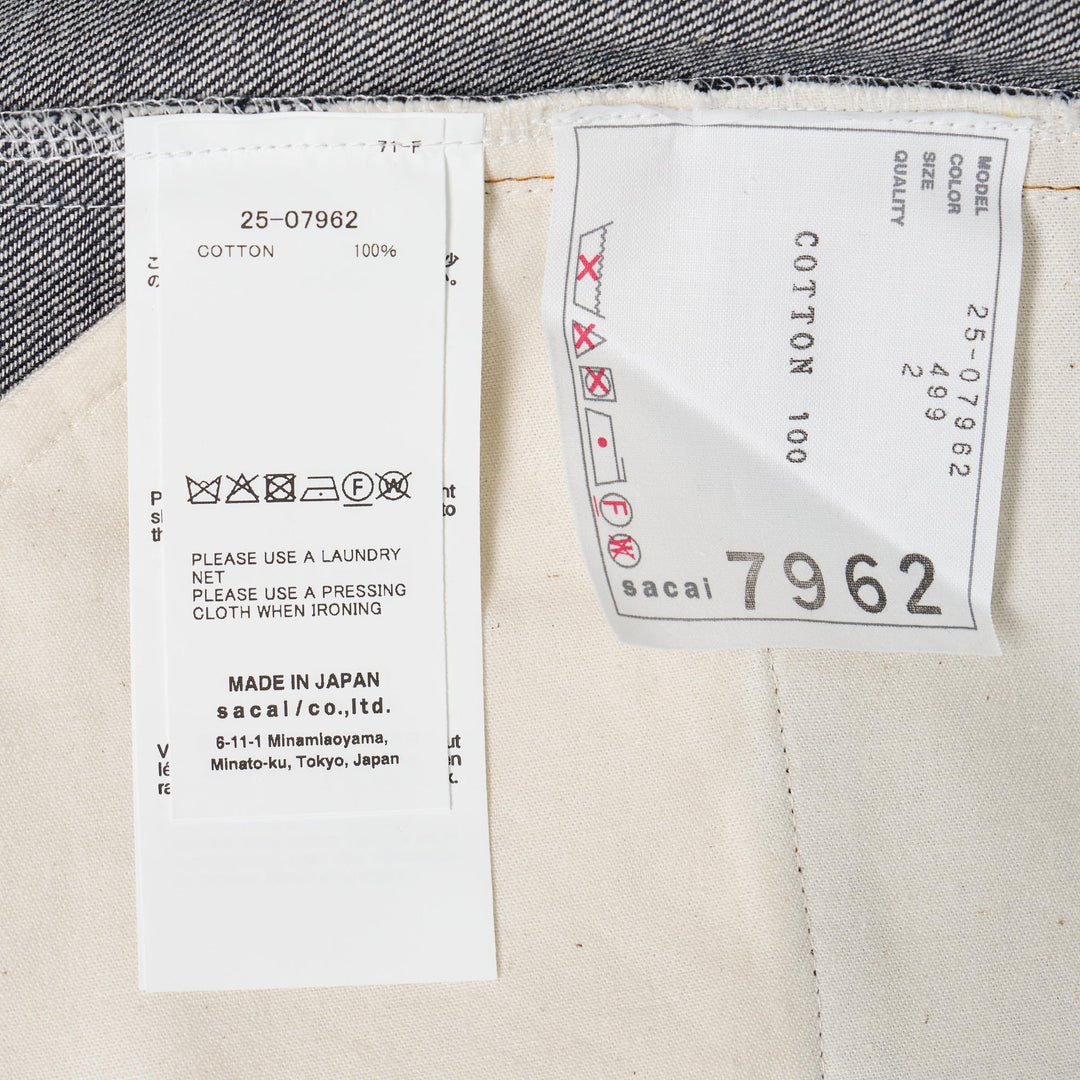 71-F
25-07962
COTTON 100%
PLEASE USE A LAUNDRY
NET
PLEASE USE A PRESSING
CLOTH WHEN IRONING
MADE IN JAPAN
sacai/co.,ltd.
6-11-1 Minamiaoyama,
Minato-ku, Tokyo, Japan
MODEL 25-07962
COLOR 499
SIZE 2
QUALITY
COTTON 100
F
W
F
W
sacai 7962